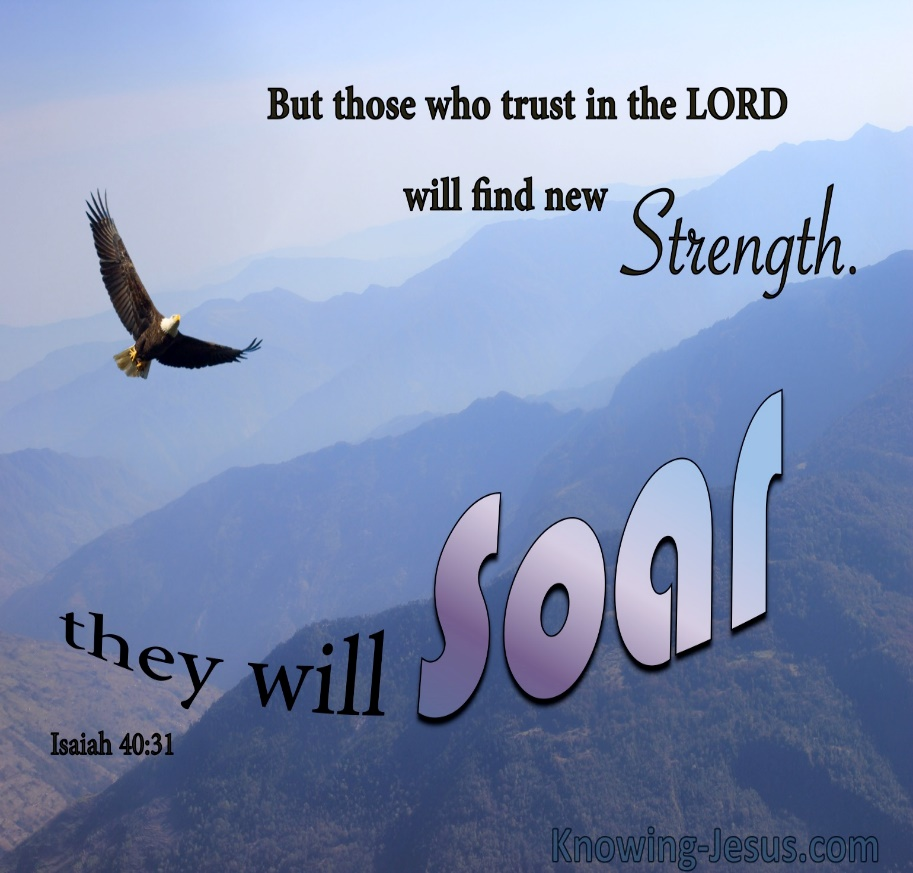 But those who trust in the LORD
will find new Strength.
they will soar
Isaiah 40:31
Knowing-Jesus.com